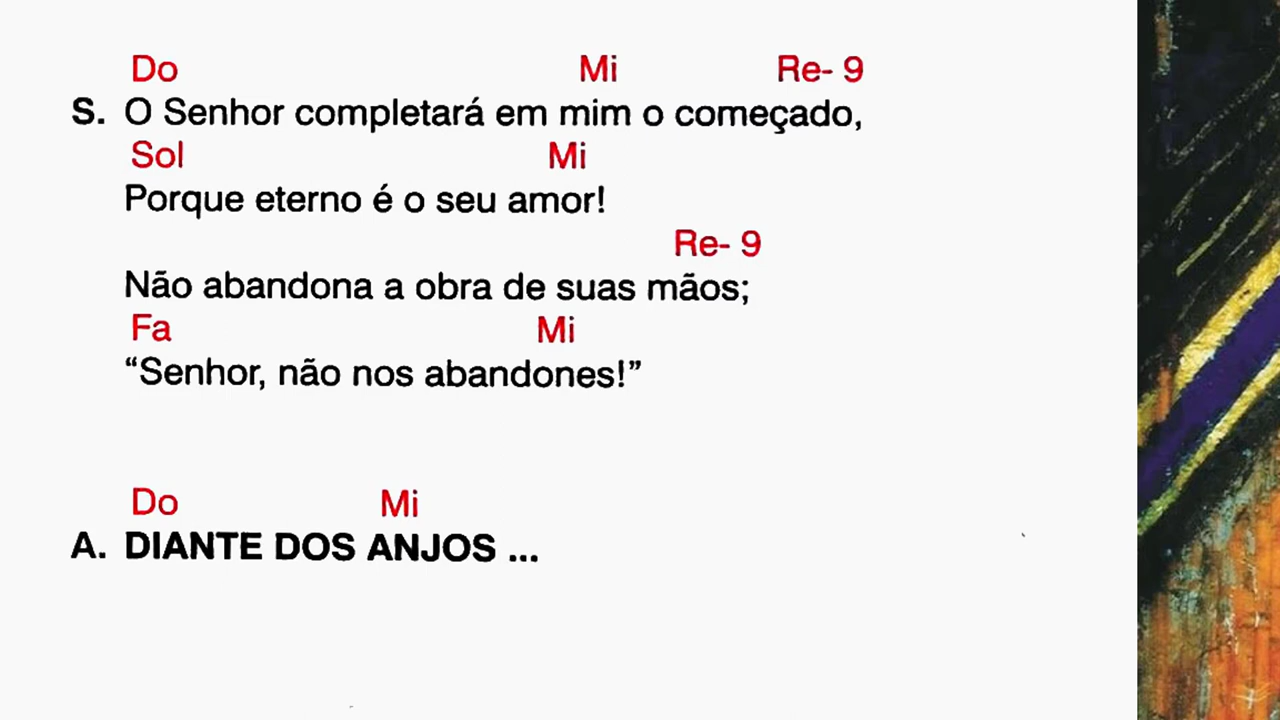 Do Mi Re- 9
S. O Senhor completará em mim o começado,
Sol Mi
Porque eterno é o seu amor!
Re- 9
Não abandona a obra de suas mãos;
Fa Mi
“Senhor, não nos abandones!”
Do Mi
A. DIANTE DOS ANJOS ...